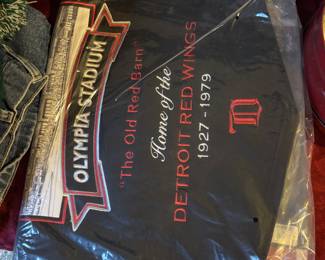 OLYMPIA STADIUM
"The Old Red Barn"
Home of the
DETROIT RED WINGS
1927 - 1979
D